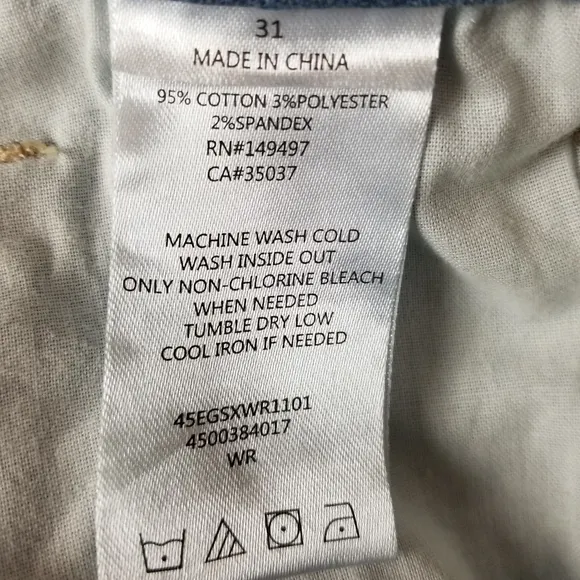 31
MADE IN CHINA
95% COTTON 3%POLYESTER
2%SPANDEX
RN#149497
CA#35037
MACHINE WASH COLD
WASH INSIDE OUT
ONLY NON-CHLORINE BLEACH
WHEN NEEDED
TUMBLE DRY LOW
COOL IRON IF NEEDED
45EGSXWR1101
4500384017
WR